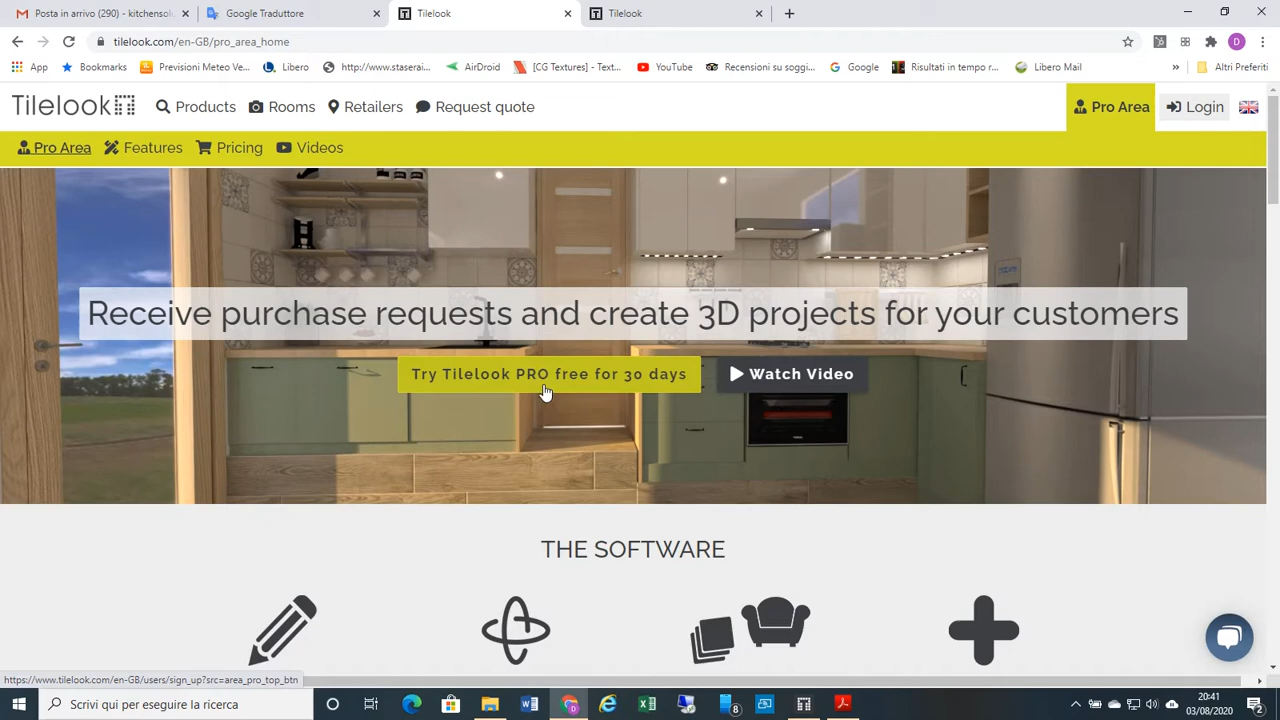 Posta in arrivo (290) - kitchensol
Google Traduttore
Tilelook
Tilelook
tilelook.com/en-GB/pro_area_home
D
App
Bookmarks
Previsioni Meteo Ve...
Libero
http://www.staserai...
AirDroid
[CG Textures] - Text...
YouTube
Recensioni su soggi...
Google
Risultati in tempo r...
Libero Mail
»
Altri Preferiti
Tilelook
Products
Rooms
Retailers
Request quote
Pro Area
Login
Pro Area
Features
Pricing
Videos
Receive purchase requests and create 3D projects for your customers
Try Tilelook PRO free for 30 days
Watch Video
THE SOFTWARE
https://www.tilelook.com/en-GB/users/sign_up?src=area_pro_top_btn
Scrivi qui per eseguire la ricerca
8
20:41
03/08/2020
2